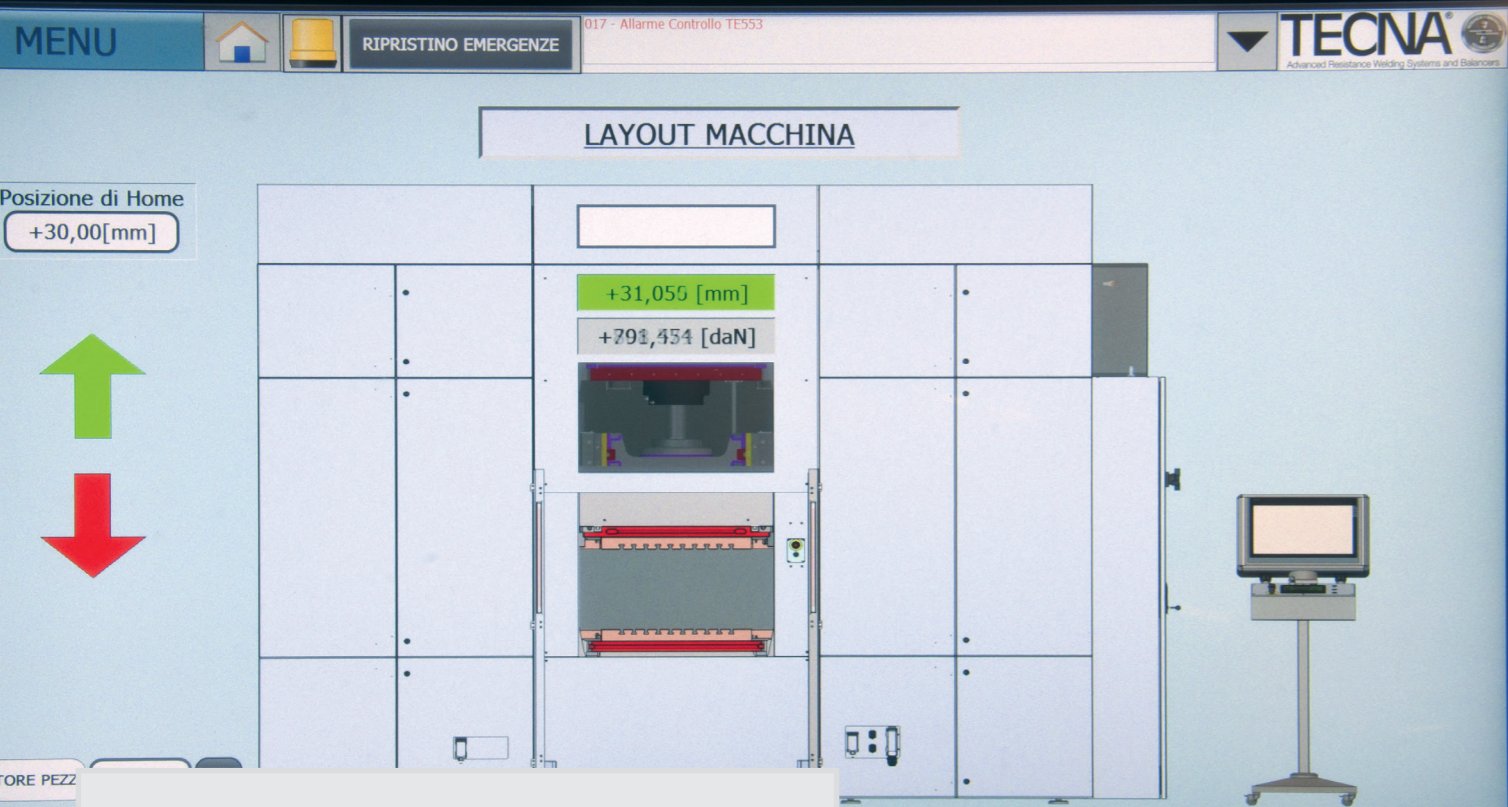 MENU
RIPRISTINO EMERGENZE
017 - Allarme Controllo TE553
TECNA®
Advanced Resistance Welding Systems and Balancers
LAYOUT MACCHINA
Posizione di Home
+30,00[mm]
+31,055 [mm]
[daN]
TORE PEZZ